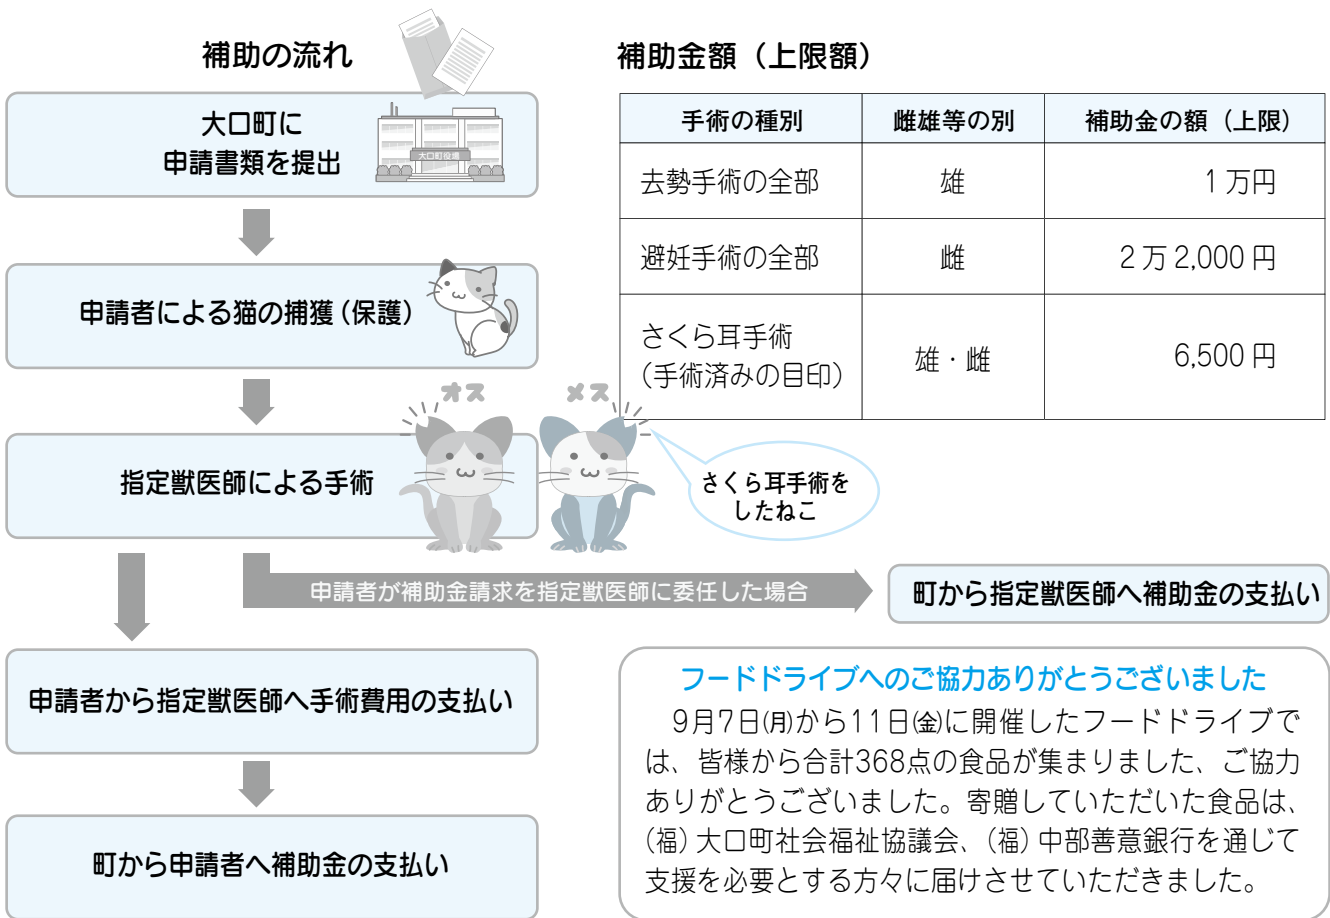 補助の流れ
大口町に
申請書類を提出
大口町役場
申請者による猫の捕獲（保護）
オス
メス
指定獣医師による手術
さくら耳手術を
したねこ
申請者が補助金請求を指定獣医師に委任した場合
町から指定獣医師へ補助金の支払い
申請者から指定獣医師へ手術費用の支払い
町から申請者へ補助金の支払い
補助金額（上限額）
手術の種別 雌雄等の別 補助金の額（上限）
去勢手術の全部 雄 1万円
避妊手術の全部 雌 2万2,000円
さくら耳手術
（手術済みの目印） 雄・雌 6,500円
フードドライブへのご協力ありがとうございました
9月7日㈪から11日㈮に開催したフードドライブで
は、皆様から合計368点の食品が集まりました、ご協力
ありがとうございました。寄贈していただいた食品は、
（福）大口町社会福祉協議会、（福）中部善意銀行を通じて
支援を必要とする方々に届けさせていただきました。